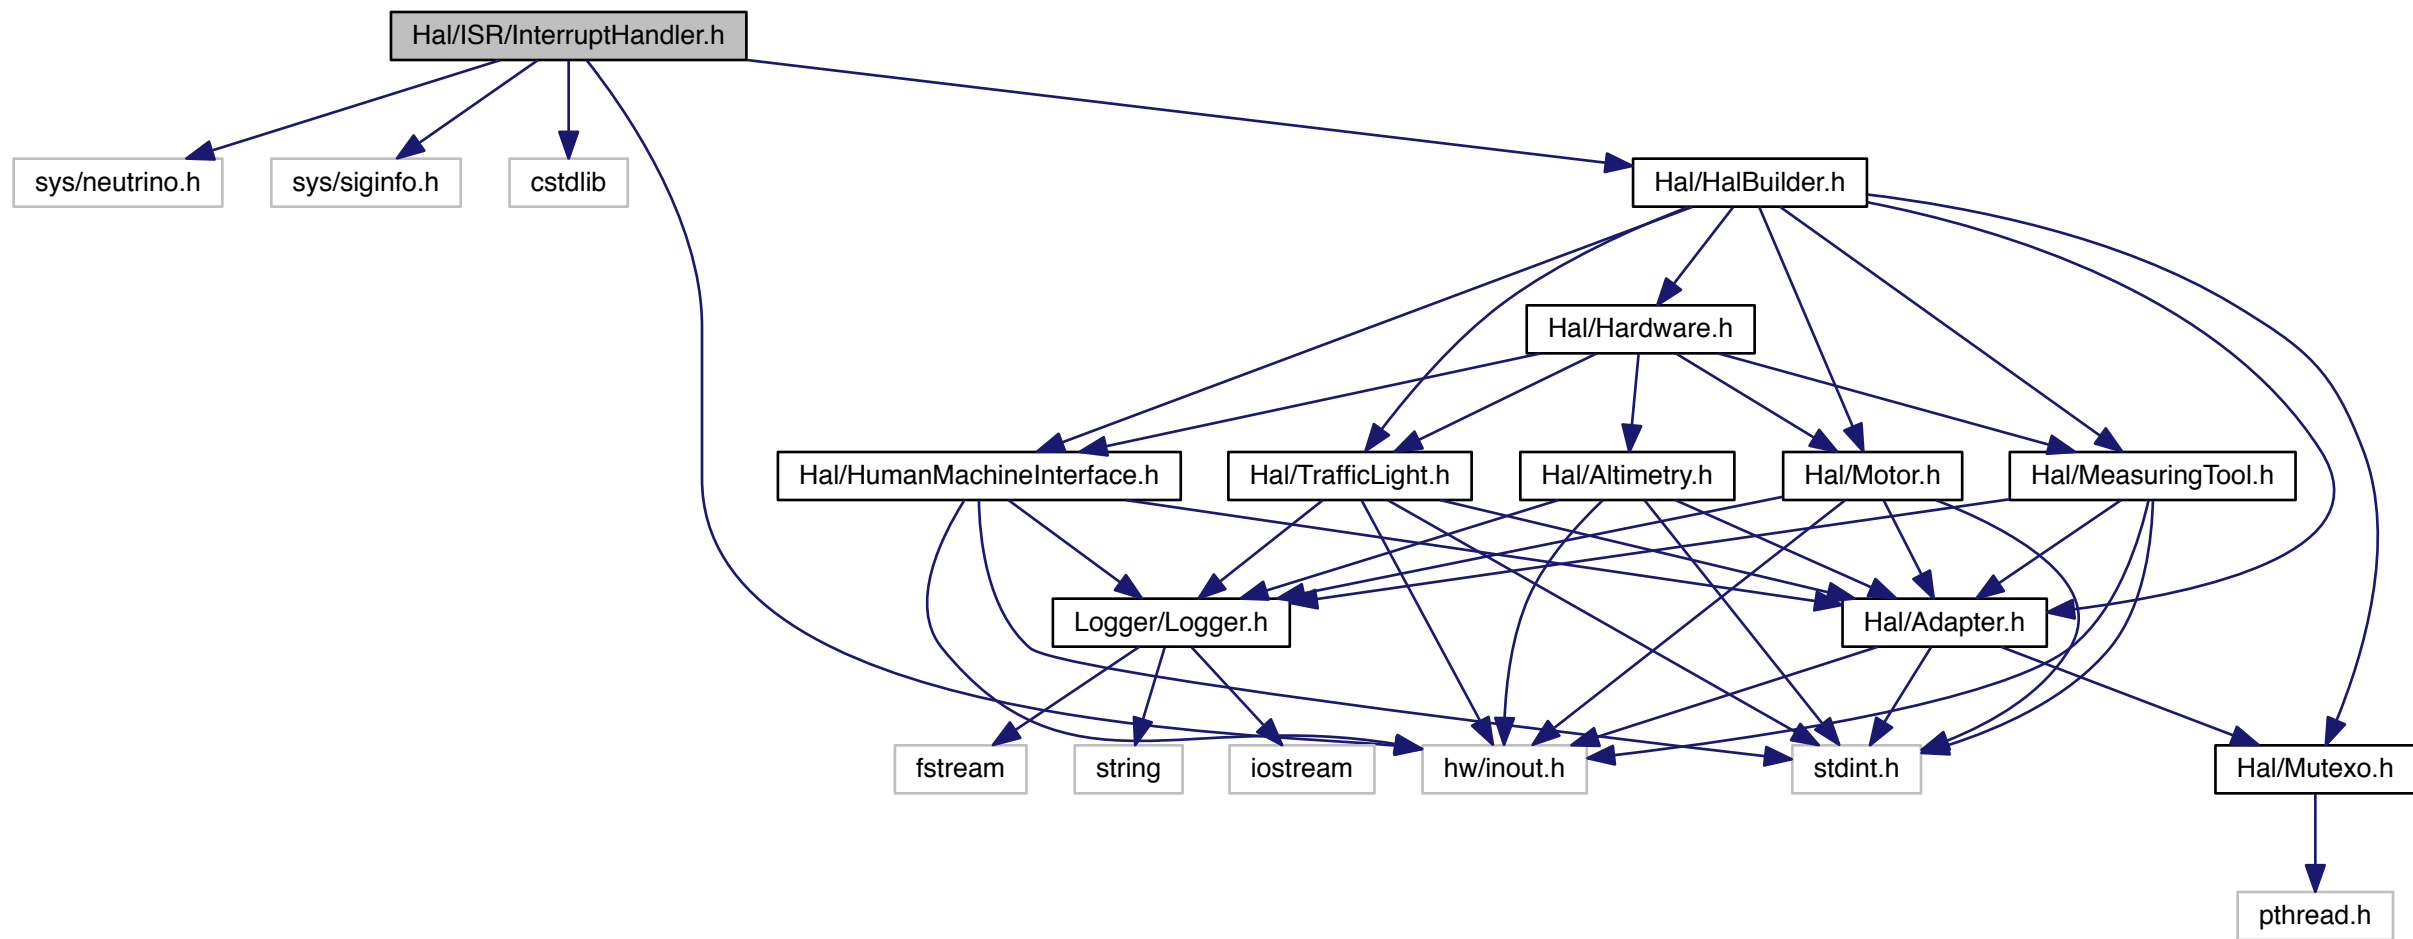 Hal/ISR/InterruptHandler.h
sys/neutrino.h
sys/siginfo.h
cstdlib
Hal/HalBuilder.h
Hal/Hardware.h
Hal/HumanMachineInterface.h
Hal/TrafficLight.h
Hal/Altimetry.h
Hal/Motor.h
Hal/MeasuringTool.h
Logger/Logger.h
Hal/Adapter.h
fstream
string
iostream
hw/inout.h
stdint.h
Hal/Mutexo.h
pthread.h